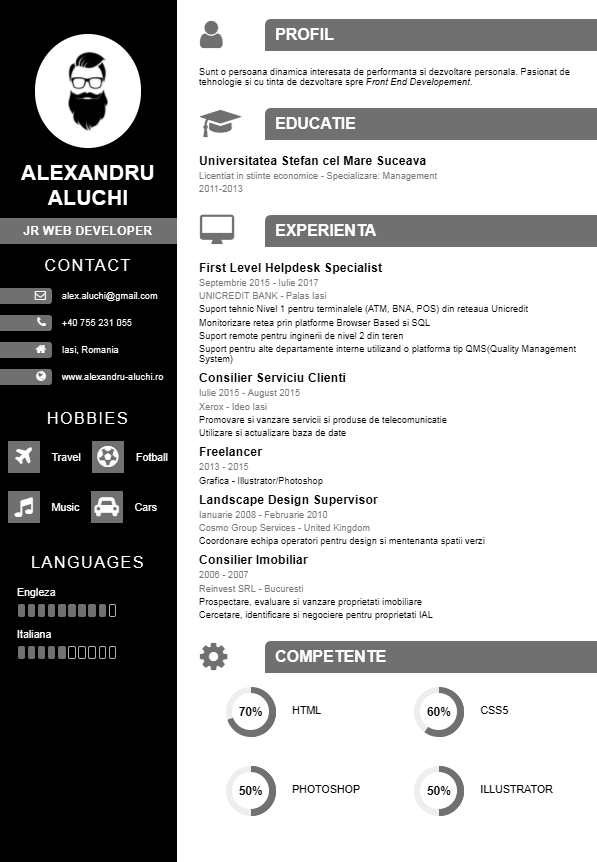 ALEXANDRU
ALUCHI
JR WEB DEVELOPER
CONTACT
alex.aluchi@gmail.com
+40 755 231 055
Iasi, Romania
www.alexandru-aluchi.ro
HOBBIES
Travel
Fotball
Music
Cars
LANGUAGES
Engleza
Italiana
PROFIL
Sunt o persoana dinamica interesata de performanta si dezvoltare personala. Pasionat de
tehnologie si cu tinta de dezvoltare spre Front End Developement.
EDUCATIE
Universitatea Stefan cel Mare Suceava
Licentiat in stiinte economice - Specializare: Management
2011-2013
EXPERIENTA
First Level Helpdesk Specialist
Septembrie 2015 - Iulie 2017
UNICREDIT BANK - Palas Iasi
Suport tehnic Nivel 1 pentru terminalele (ATM, BNA, POS) din reteaua Unicredit
Monitorizare retea prin platforme Browser Based si SQL
Suport remote pentru inginerii de nivel 2 din teren
Suport pentru alte departamente interne utilizand o platforma tip QMS(Quality Management
System)
Consilier Serviciu Clienti
Iulie 2015 - August 2015
Xerox - Ideo Iasi
Promovare si vanzare servicii si produse de telecomunicatie
Utilizare si actualizare baza de date
Freelancer
2013 - 2015
Grafica - Illustrator/Photoshop
Landscape Design Supervisor
Ianuarie 2008 - Februarie 2010
Cosmo Group Services - United Kingdom
Coordonare echipa operatori pentru design si mentenanta spatii verzi
Consilier Imobiliar
2006 - 2007
Reinvest SRL - Bucuresti
Prospectare, evaluare si vanzare proprietati imobiliare
Cercetare, identificare si negociere pentru proprietati IAL
COMPETENTE
70% HTML
60% CSS5
50% PHOTOSHOP
50% ILLUSTRATOR